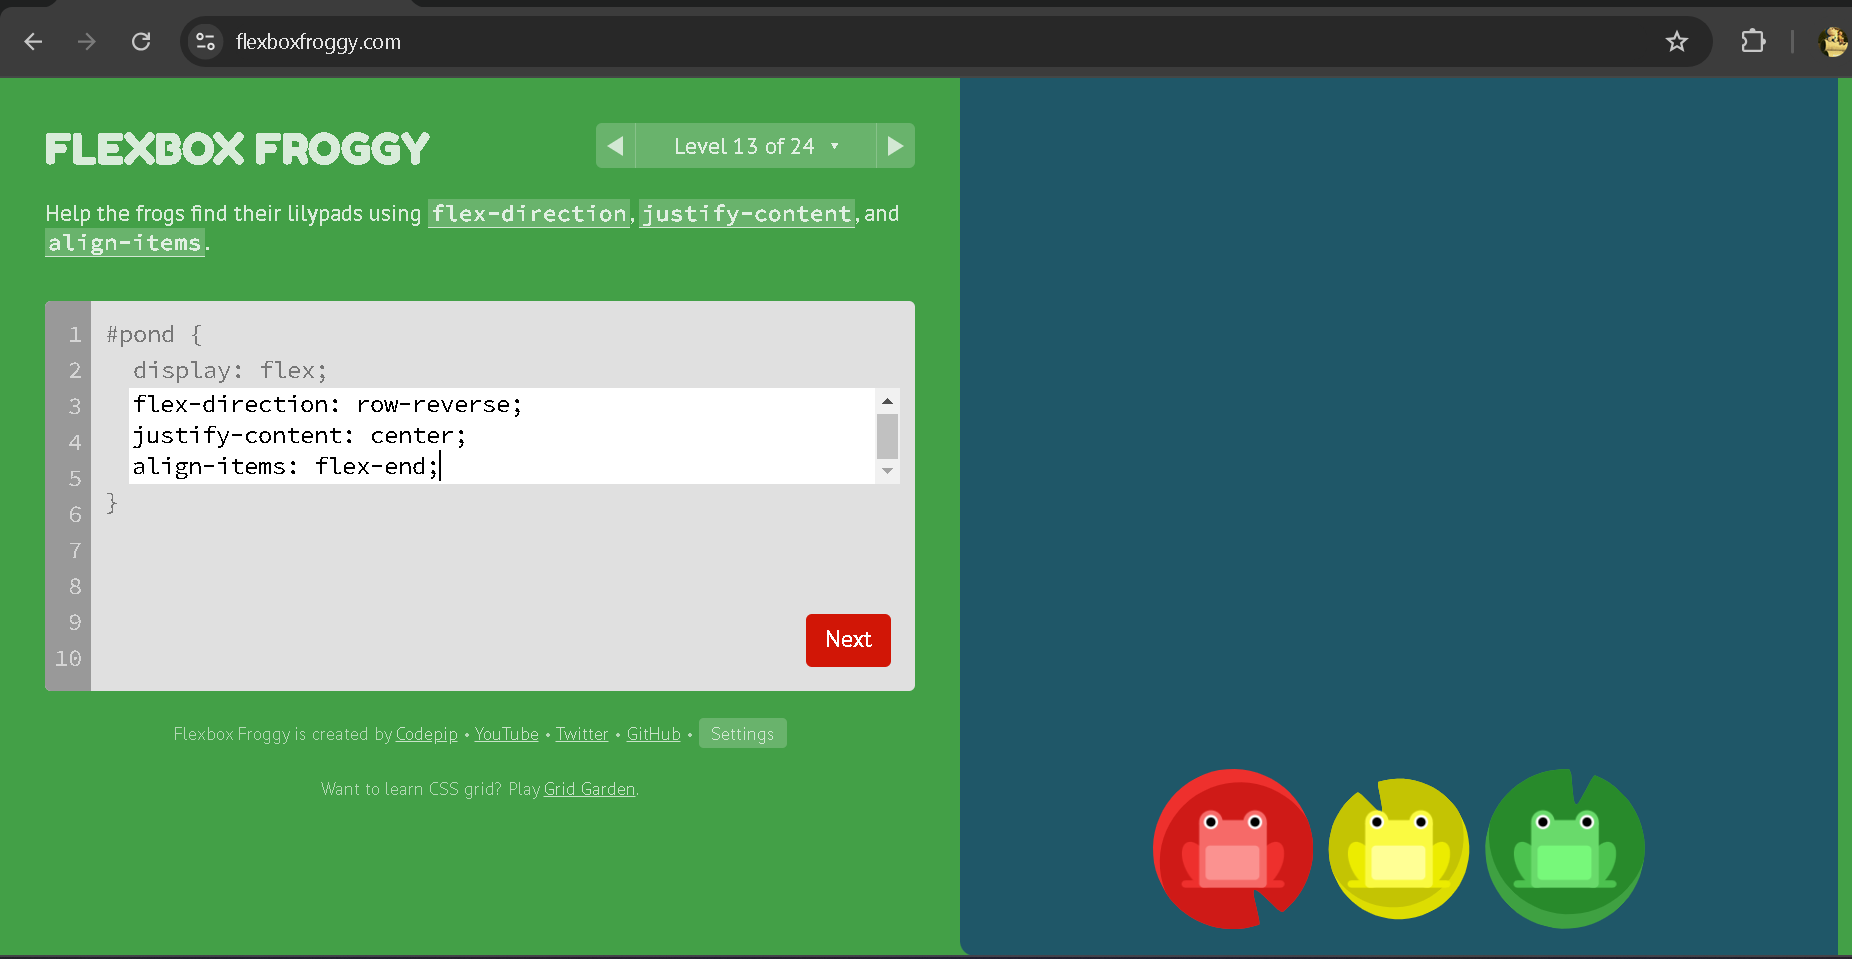 flexboxfroggy.com
FLEXBOX FROGGY
Level 13 of 24 ▾
Help the frogs find their lilypads using flex-direction, justify-content, and
align-items.
1 #pond {
2 display: flex;
3 flex-direction: row-reverse;
4 justify-content: center;
5 align-items: flex-end;
6 }
7
8
9
10
Next
Flexbox Froggy is created by Codepip • YouTube • Twitter • GitHub • Settings
Want to learn CSS grid? Play Grid Garden.